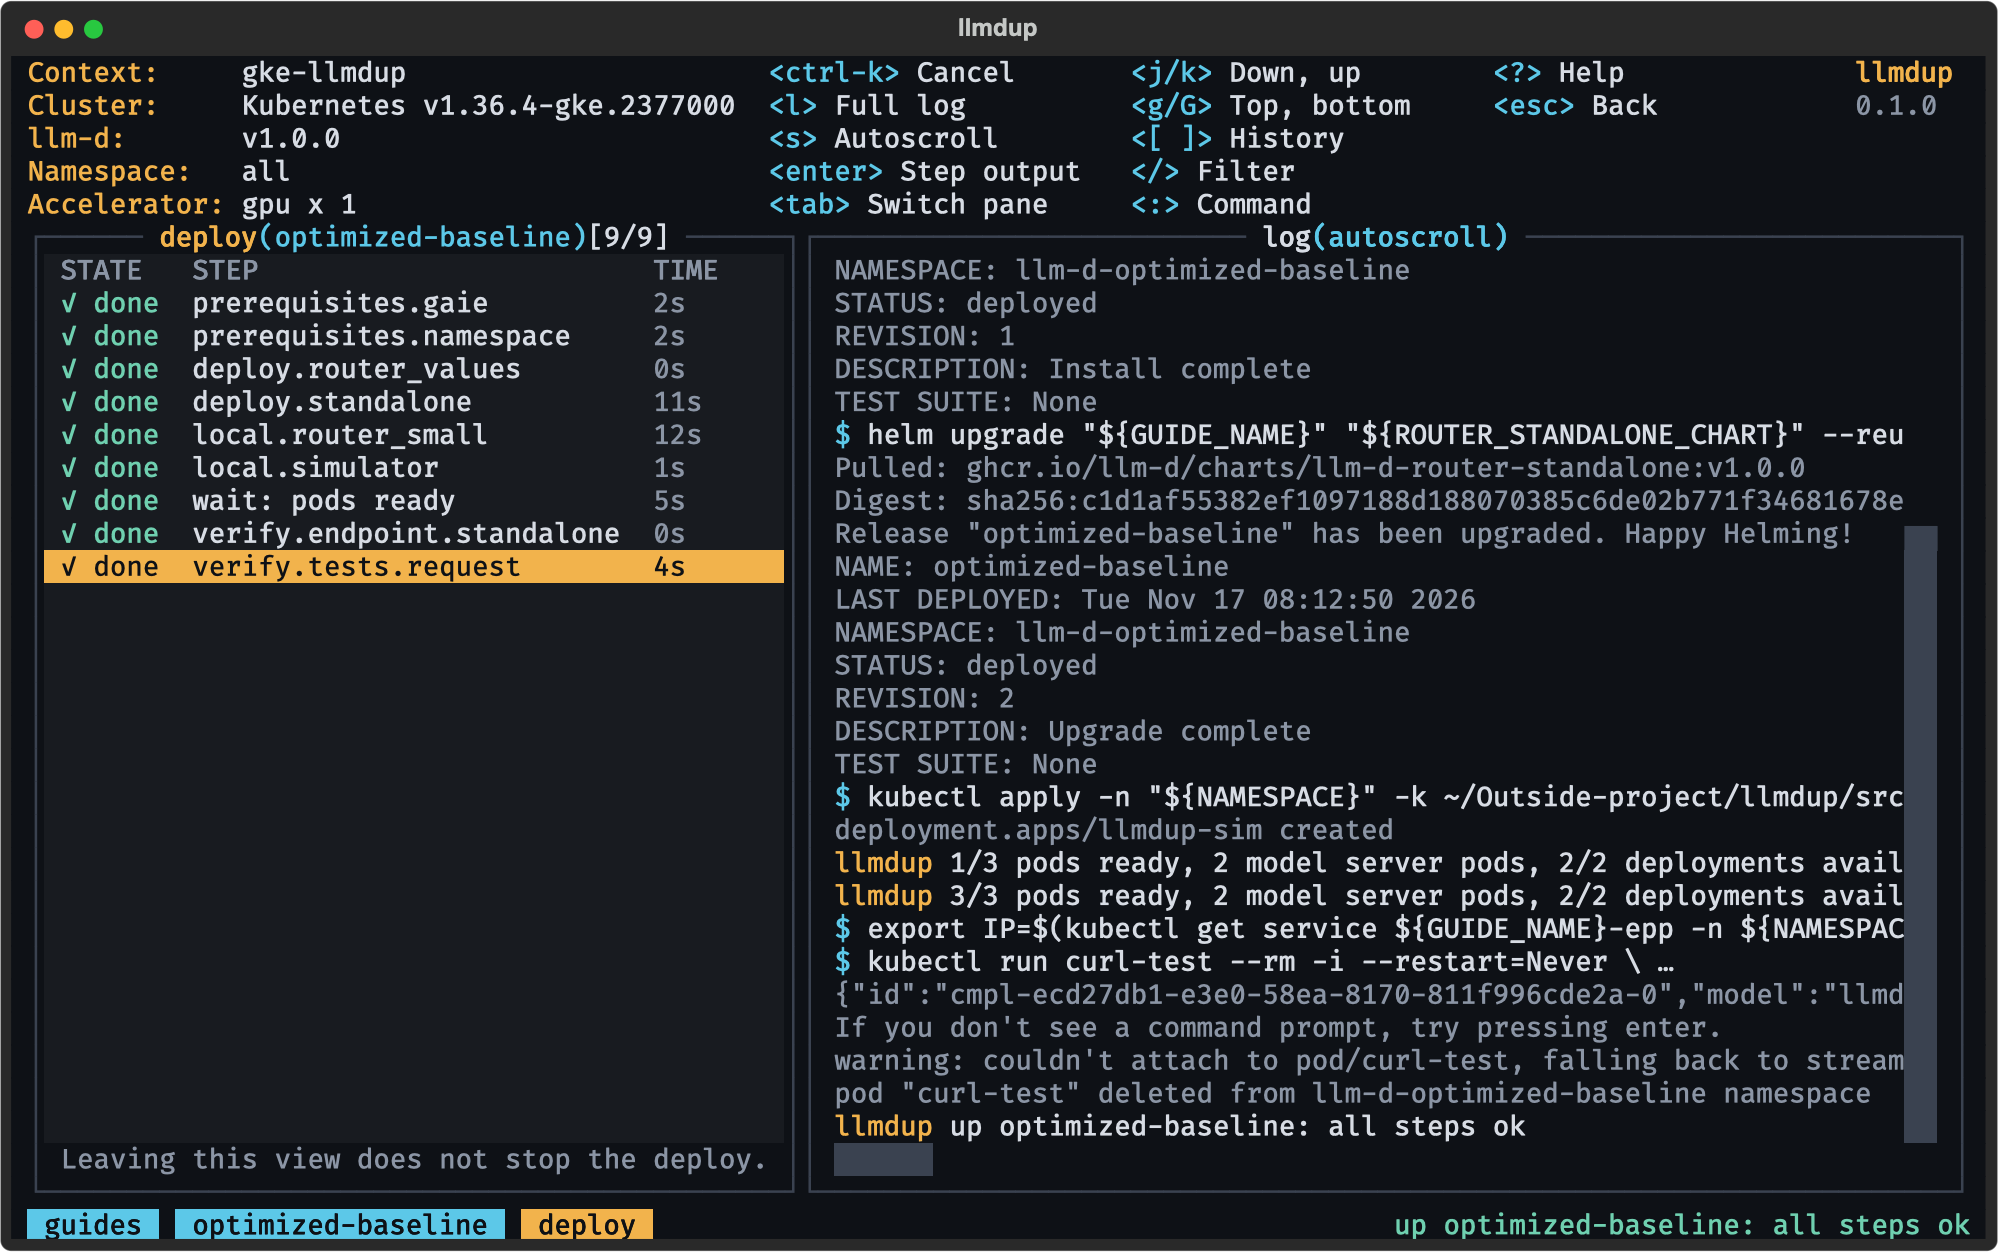 llmdup
Context: gke-llmdup <ctrl-k> Cancel <j/k> Down, up <?> Help llmdup
Cluster: Kubernetes v1.36.4-gke.2377000 <l> Full log <g/G> Top, bottom <esc> Back 0.1.0
llm-d: v1.0.0 <s> Autoscroll <[ ]> History
Namespace: all <enter> Step output </> Filter
Accelerator: gpu x 1 <tab> Switch pane <:> Command
deploy(optimized-baseline)[9/9]
STATE STEP TIME
√ done prerequisites.gaie 2s
√ done prerequisites.namespace 2s
√ done deploy.router_values 0s
√ done deploy.standalone 11s
√ done local.router_small 12s
√ done local.simulator 1s
√ done wait: pods ready 5s
√ done verify.endpoint.standalone 0s
√ done verify.tests.request 4s
Leaving this view does not stop the deploy.
log(autoscroll)
NAMESPACE: llm-d-optimized-baseline
STATUS: deployed
REVISION: 1
DESCRIPTION: Install complete
TEST SUITE: None
$ helm upgrade "${GUIDE_NAME}" "${ROUTER_STANDALONE_CHART}" --reu
Pulled: ghcr.io/llm-d/charts/llm-d-router-standalone:v1.0.0
Digest: sha256:c1d1af55382ef1097188d188070385c6de02b771f34681678e
Release "optimized-baseline" has been upgraded. Happy Helming!
NAME: optimized-baseline
LAST DEPLOYED: Tue Nov 17 08:12:50 2026
NAMESPACE: llm-d-optimized-baseline
STATUS: deployed
REVISION: 2
DESCRIPTION: Upgrade complete
TEST SUITE: None
$ kubectl apply -n "${NAMESPACE}" -k ~/Outside-project/llmdup/src
deployment.apps/llmdup-sim created
llmdup 1/3 pods ready, 2 model server pods, 2/2 deployments avail
llmdup 3/3 pods ready, 2 model server pods, 2/2 deployments avail
$ export IP=$(kubectl get service ${GUIDE_NAME}-epp -n ${NAMESPAC
$ kubectl run curl-test --rm -i --restart=Never \ …
{"id":"cmpl-ecd27db1-e3e0-58ea-8170-811f996cde2a-0","model":"llmd
If you don't see a command prompt, try pressing enter.
warning: couldn't attach to pod/curl-test, falling back to stream
pod "curl-test" deleted from llm-d-optimized-baseline namespace
llmdup up optimized-baseline: all steps ok
guides optimized-baseline deploy up optimized-baseline: all steps ok